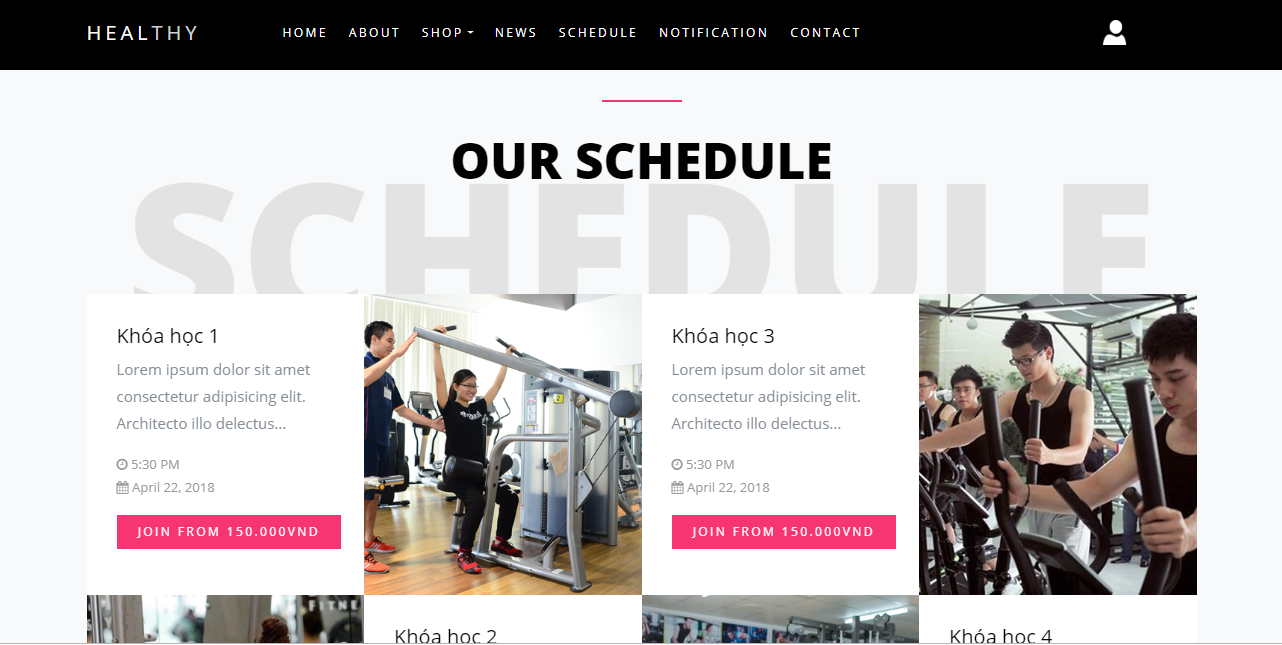 HEALTHY
HOME ABOUT SHOP NEWS SCHEDULE NOTIFICATION CONTACT
OUR SCHEDULE
SCHEDULE
Khóa học 1
Lorem ipsum dolor sit amet
consectetur adipisicing elit.
Architecto illo delectus...
5:30 PM
April 22, 2018
JOIN FROM 150.000VND
Khóa học 3
Lorem ipsum dolor sit amet
consectetur adipisicing elit.
Architecto illo delectus...
5:30 PM
April 22, 2018
JOIN FROM 150.000VND
FITNE
Khóa học 2
Khóa học 4